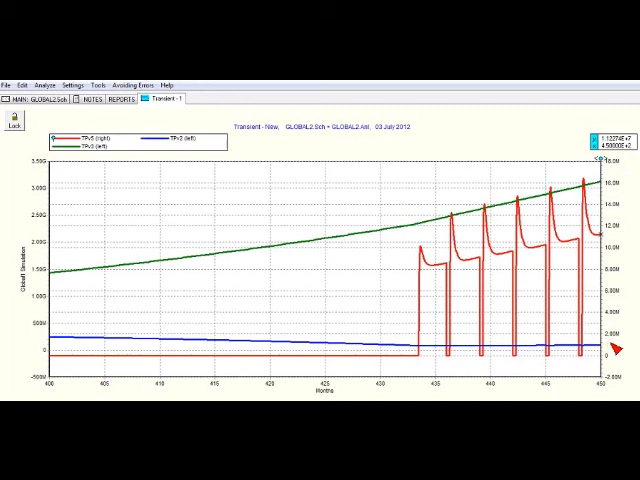 File Edit Analyze Settings Tools Avoiding Errors Help
MAIN: GLOBAL2.Sch NOTES REPORTS Transient - 1
Lock
Transient - New, GLOBAL2.Sch + GLOBAL2.Anl, 03 July 2012
TPv5 (right) TPv2 (left)
TPv3 (left)
y 1.12274E+7
x 4.50000E+2
3.50G 18.0M
3.00G 16.0M
14.0M
2.50G 12.0M
2.00G 10.0M
1.50G 8.00M
6.00M
1.00G 4.00M
500M 2.00M
0 0
-500M -2.00M
400 405 410 415 420 425 430 435 440 445 450
Months